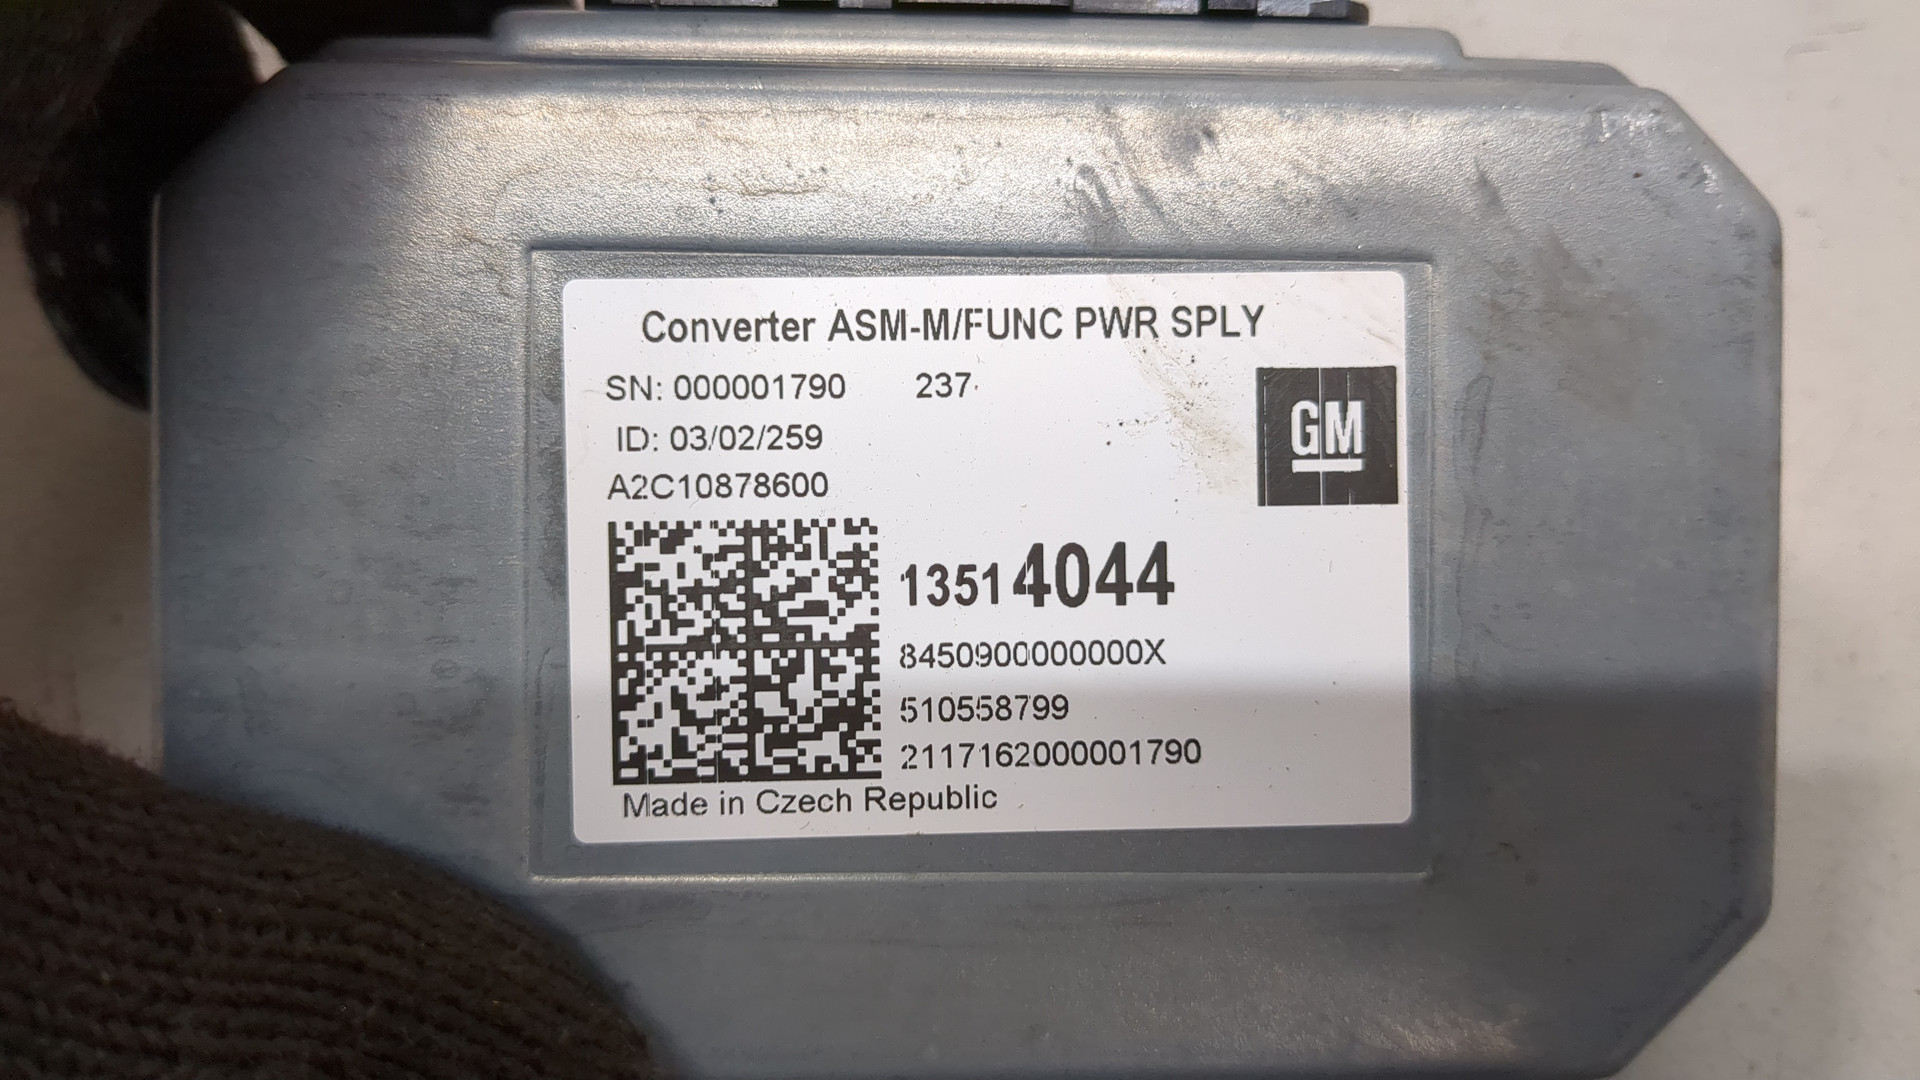 Converter ASM-M/FUNC PWR SPLY
SN: 000001790 237
ID: 03/02/259
A2C10878600
GM
13514044
8450900000000X
510558799
2117162000001790
Made in Czech Republic